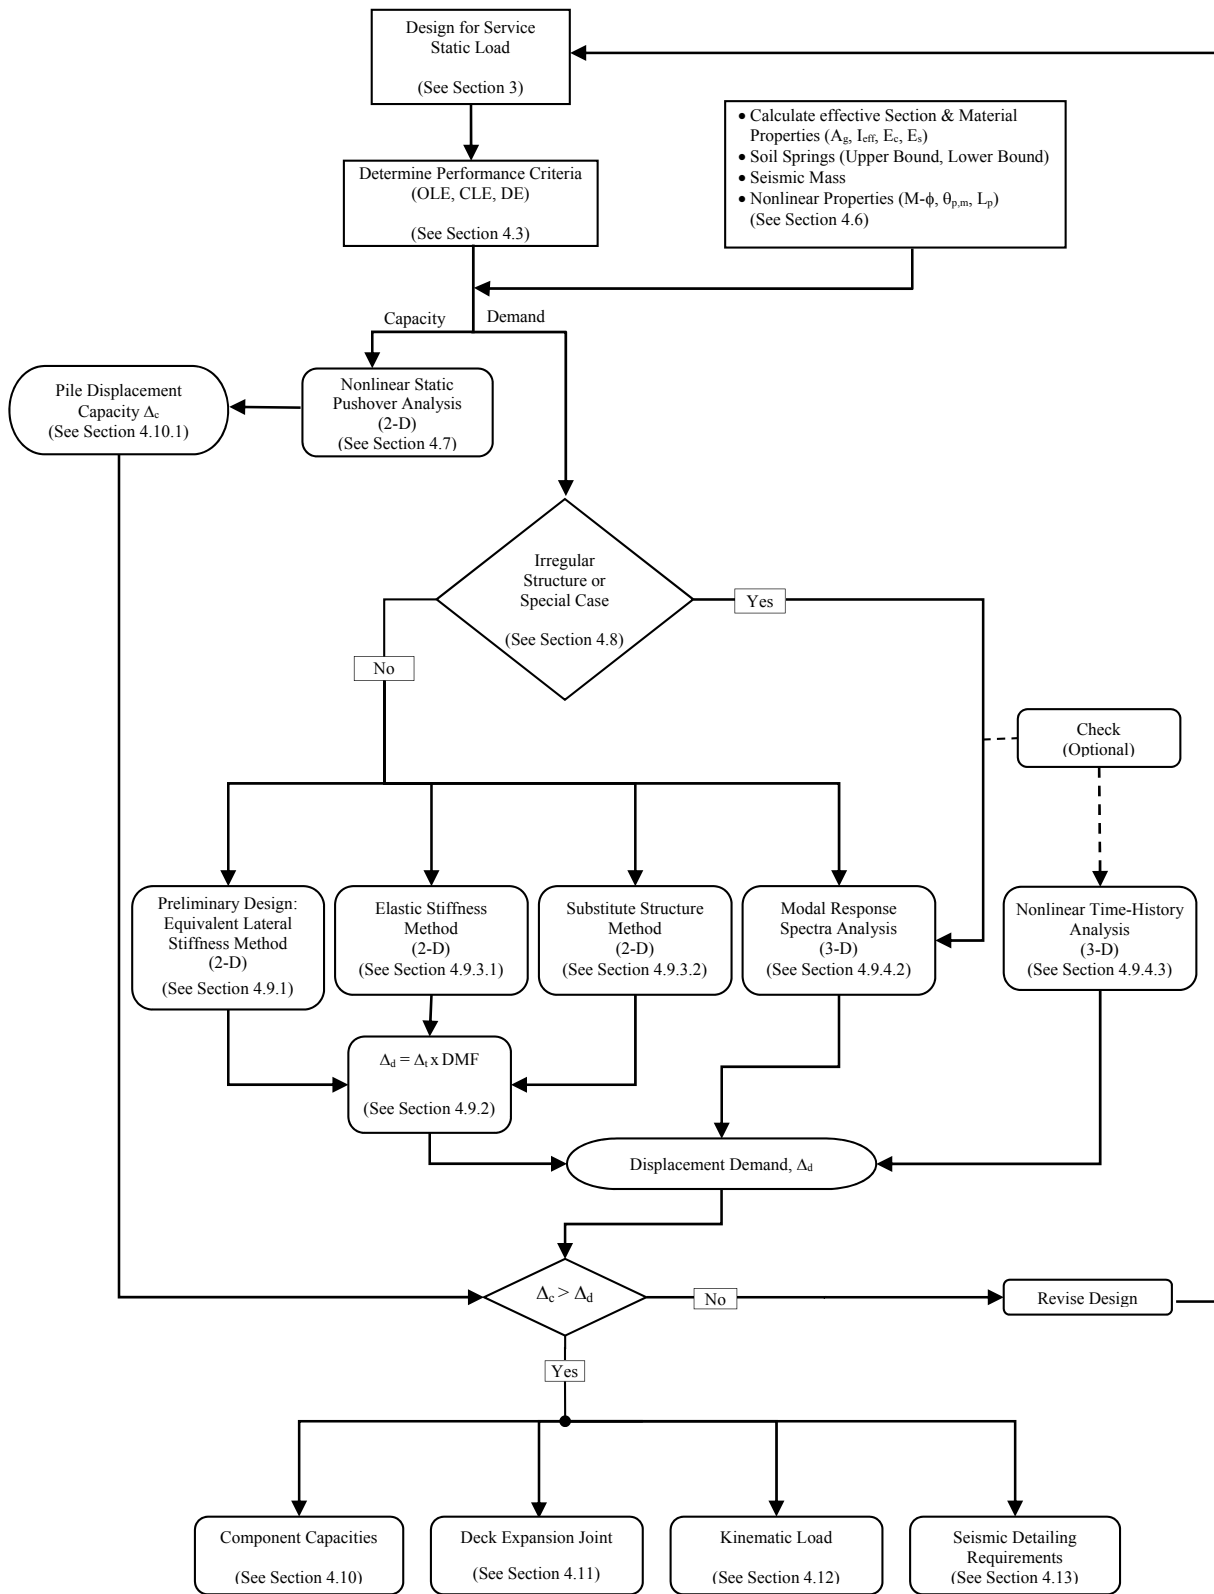 Design for Service
Static Load
(See Section 3)
• Calculate effective Section & Material
Properties (Ag, Ieff, Ec, Es)
• Soil Springs (Upper Bound, Lower Bound)
• Seismic Mass
• Nonlinear Properties (M-ϕ, θp,m, Lp)
(See Section 4.6)
Determine Performance Criteria
(OLE, CLE, DE)
(See Section 4.3)
Capacity
Demand
Pile Displacement
Capacity Δc
(See Section 4.10.1)
Nonlinear Static
Pushover Analysis
(2-D)
(See Section 4.7)
Irregular
Structure or
Special Case
(See Section 4.8)
Yes
No
Check
(Optional)
Preliminary Design:
Equivalent Lateral
Stiffness Method
(2-D)
(See Section 4.9.1)
Elastic Stiffness
Method
(2-D)
(See Section 4.9.3.1)
Substitute Structure
Method
(2-D)
(See Section 4.9.3.2)
Modal Response
Spectra Analysis
(3-D)
(See Section 4.9.4.2)
Nonlinear Time-History
Analysis
(3-D)
(See Section 4.9.4.3)
Δd = Δt x DMF
(See Section 4.9.2)
Displacement Demand, Δd
Δc > Δd
No
Revise Design
Yes
Component Capacities
(See Section 4.10)
Deck Expansion Joint
(See Section 4.11)
Kinematic Load
(See Section 4.12)
Seismic Detailing
Requirements
(See Section 4.13)